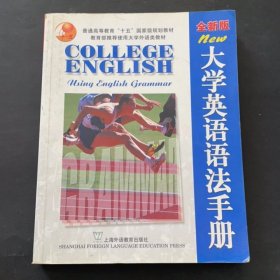 普通高等教育“十五”国家级规划教材
教育部推荐使用大学外语类教材
COLLEGE
ENGLISH
Using English Grammar
全新版
New
大学英语语法手册
GRAMMAR
上海外语教育出版社
SHANGHAI FOREIGN LANGUAGE EDUCATION PRESS